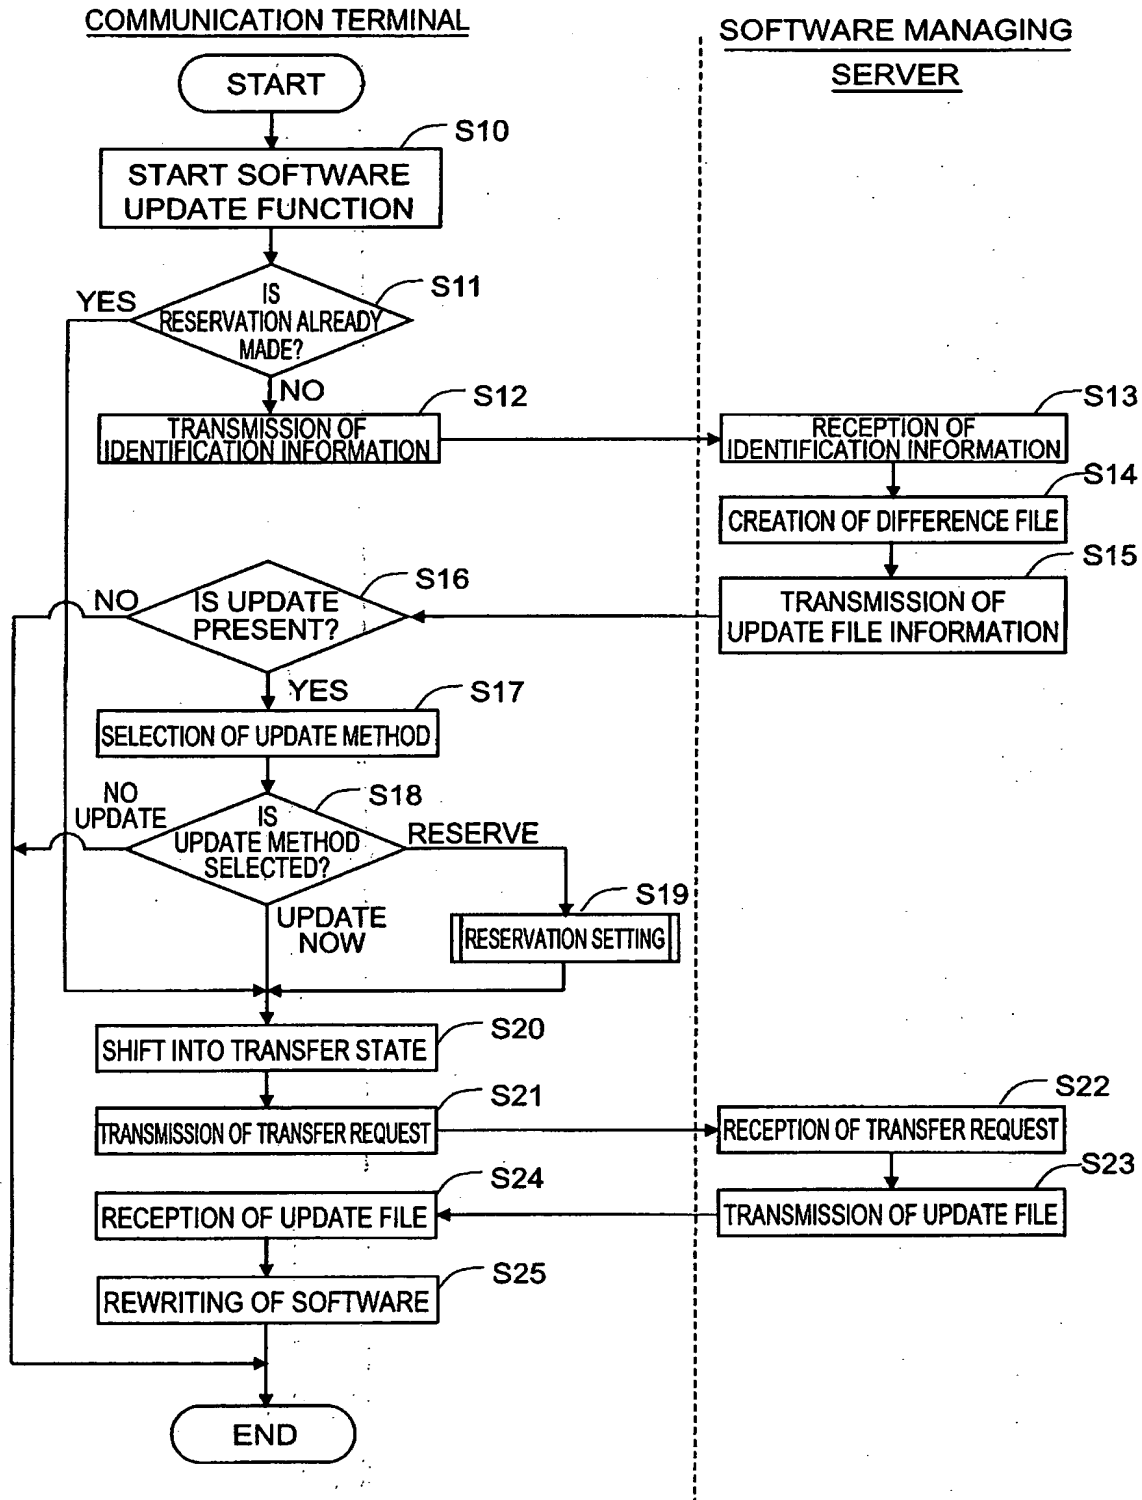 COMMUNICATION TERMINAL
SOFTWARE MANAGING
SERVER
START
S10
START SOFTWARE
UPDATE FUNCTION
S11
YES
IS
RESERVATION ALREADY
MADE?
NO
S12
TRANSMISSION OF
IDENTIFICATION INFORMATION
S13
RECEPTION OF
IDENTIFICATION INFORMATION
S14
CREATION OF DIFFERENCE FILE
S15
TRANSMISSION OF
UPDATE FILE INFORMATION
S16
NO
IS UPDATE
PRESENT?
YES
S17
SELECTION OF UPDATE METHOD
S18
NO
UPDATE
IS
UPDATE METHOD
SELECTED?
RESERVE
S19
RESERVATION SETTING
UPDATE
NOW
S20
SHIFT INTO TRANSFER STATE
S21
TRANSMISSION OF TRANSFER REQUEST
S22
RECEPTION OF TRANSFER REQUEST
S23
TRANSMISSION OF UPDATE FILE
S24
RECEPTION OF UPDATE FILE
S25
REWRITING OF SOFTWARE
END